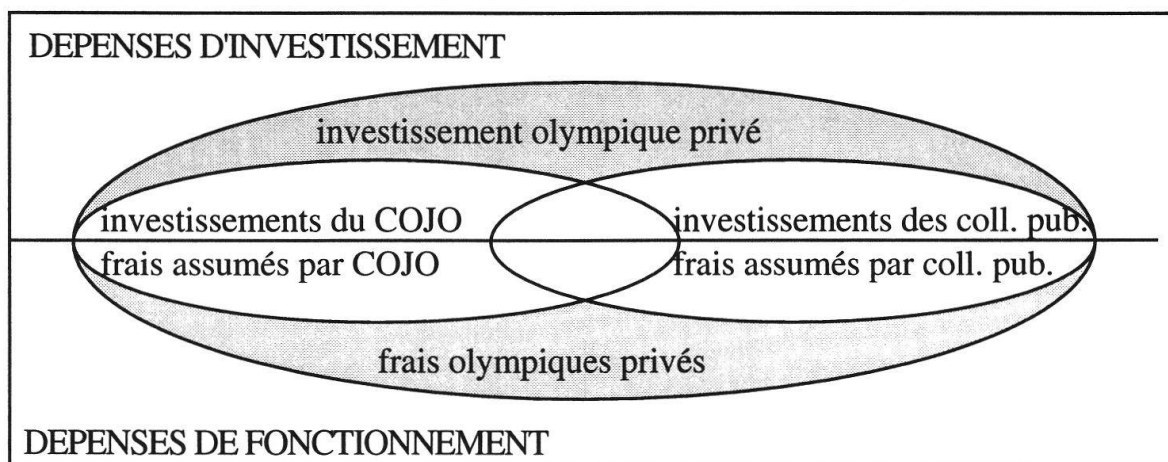 DEPENSES D'INVESTISSEMENT
investissement olympique privé
investissements du COJO
investissements des coll. pub.
frais assumés par COJO
frais assumés par coll. pub.
frais olympiques privés
DEPENSES DE FONCTIONNEMENT